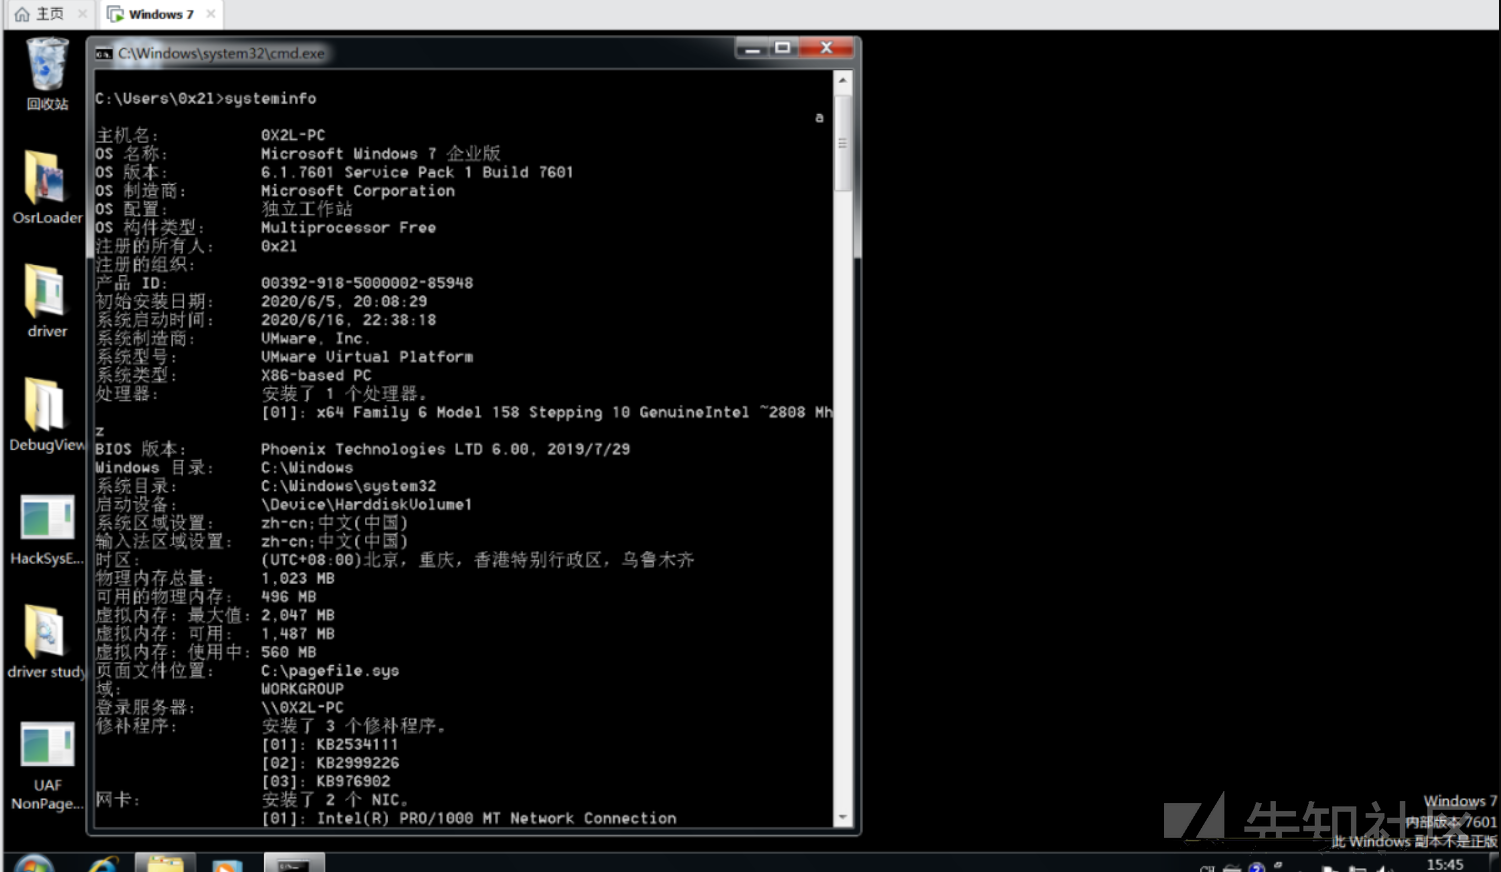 主页
Windows 7
回收站
OsrLoader
driver
DebugView
HackSysE...
driver study
UAF
NonPage...
C:\Windows\system32\cmd.exe
C:\Users\0x2l>systeminfo
a
主机名: 0X2L-PC
OS 名称: Microsoft Windows 7 企业版
OS 版本: 6.1.7601 Service Pack 1 Build 7601
OS 制造商: Microsoft Corporation
OS 配置: 独立工作站
OS 构件类型: Multiprocessor Free
注册的所有人: 0x2l
注册的组织:
产品 ID: 00392-918-5000002-85948
初始安装日期: 2020/6/5, 20:08:29
系统启动时间: 2020/6/16, 22:38:18
系统制造商: VMware, Inc.
系统型号: VMware Virtual Platform
系统类型: X86-based PC
处理器: 安装了 1 个处理器。
[01]: x64 Family 6 Model 158 Stepping 10 GenuineIntel ~2808 Mh
z
BIOS 版本: Phoenix Technologies LTD 6.00, 2019/7/29
Windows 目录: C:\Windows
系统目录: C:\Windows\system32
启动设备: \Device\HarddiskVolume1
系统区域设置: zh-cn;中文(中国)
输入法区域设置: zh-cn;中文(中国)
时区: (UTC+08:00)北京，重庆，香港特别行政区，乌鲁木齐
物理内存总量: 1,023 MB
可用的物理内存: 496 MB
虚拟内存: 最大值: 2,047 MB
虚拟内存: 可用: 1,487 MB
虚拟内存: 使用中: 560 MB
页面文件位置: C:\pagefile.sys
域: WORKGROUP
登录服务器: \\0X2L-PC
修补程序: 安装了 3 个修补程序。
[01]: KB2534111
[02]: KB2999226
[03]: KB976902
网卡: 安装了 2 个 NIC。
[01]: Intel(R) PRO/1000 MT Network Connection
Windows 7
内部版本 7601
此 Windows 副本不是正版
先知社区
CH
15:45